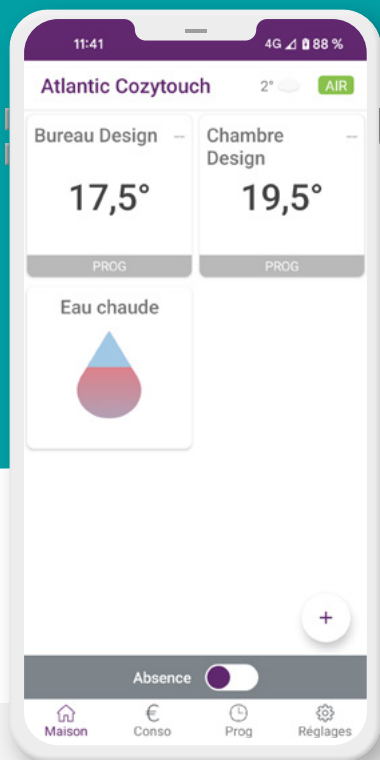 11:41
4G 88 %
Atlantic Cozytouch
2°
AIR
Bureau Design --
17,5°
PROG
Chambre --
Design
19,5°
PROG
Eau chaude
+
Absence
Maison
€
Conso
Prog
Réglages